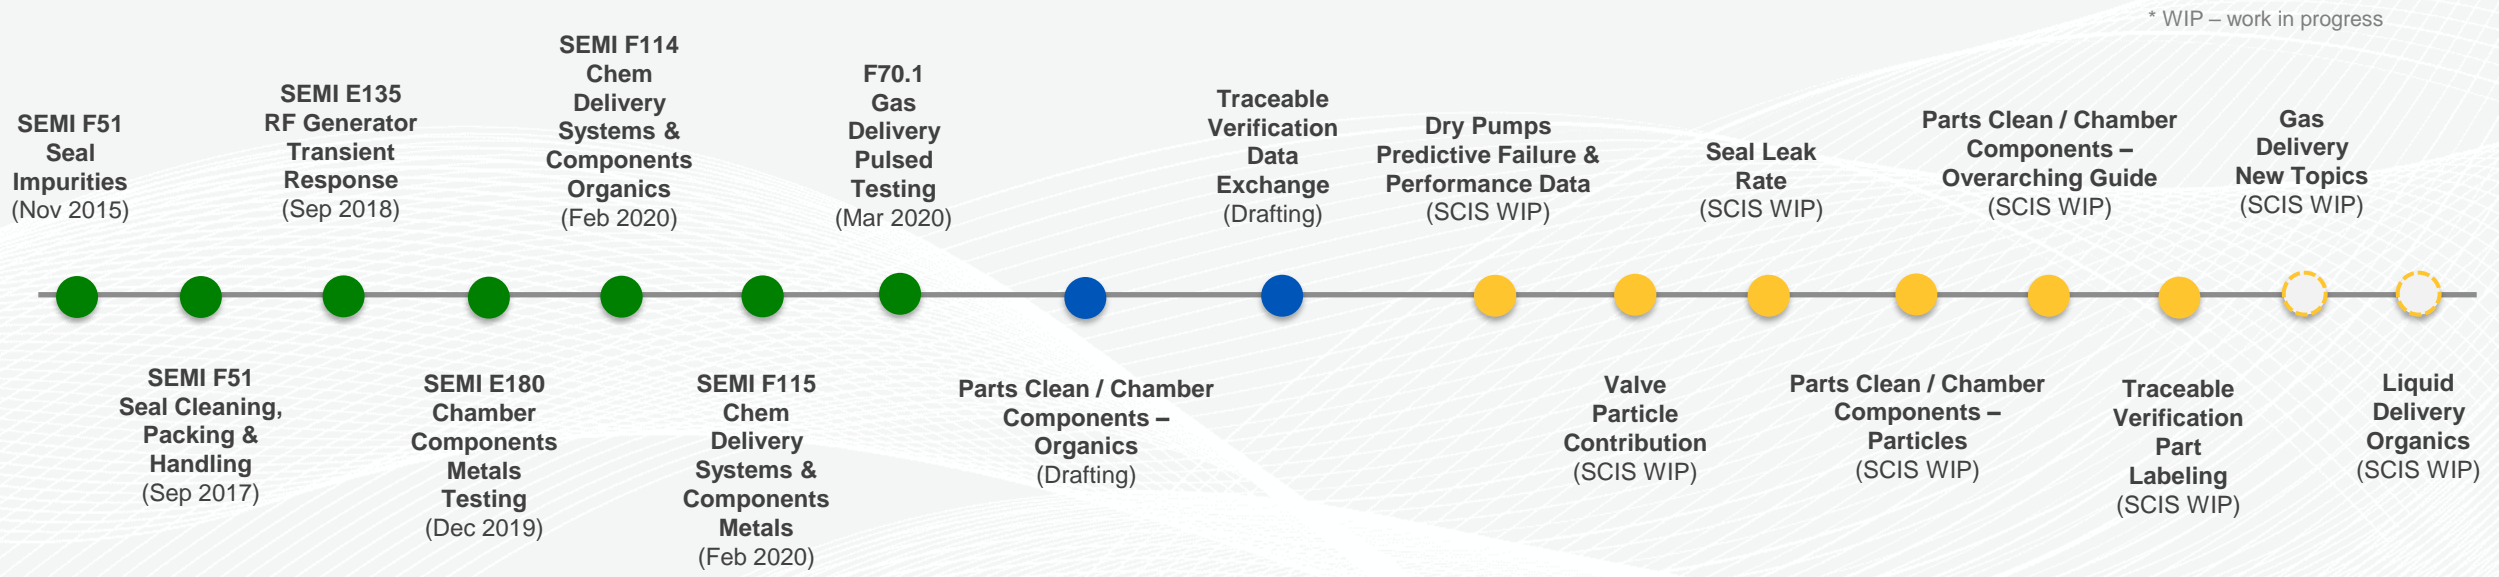 * WIP – work in progress
SEMI F51
Seal
Impurities
(Nov 2015)
SEMI F51
Seal Cleaning,
Packing &
Handling
(Sep 2017)
SEMI E135
RF Generator
Transient
Response
(Sep 2018)
SEMI E180
Chamber
Components
Metals
Testing
(Dec 2019)
SEMI F114
Chem
Delivery
Systems &
Components
Organics
(Feb 2020)
SEMI F115
Chem
Delivery
Systems &
Components
Metals
(Feb 2020)
F70.1
Gas
Delivery
Pulsed
Testing
(Mar 2020)
Parts Clean / Chamber
Components –
Organics
(Drafting)
Traceable
Verification
Data
Exchange
(Drafting)
Dry Pumps
Predictive Failure &
Performance Data
(SCIS WIP)
Valve
Particle
Contribution
(SCIS WIP)
Seal Leak
Rate
(SCIS WIP)
Parts Clean / Chamber
Components –
Particles
(SCIS WIP)
Parts Clean / Chamber
Components –
Overarching Guide
(SCIS WIP)
Traceable
Verification
Part
Labeling
(SCIS WIP)
Gas
Delivery
New Topics
(SCIS WIP)
Liquid
Delivery
Organics
(SCIS WIP)